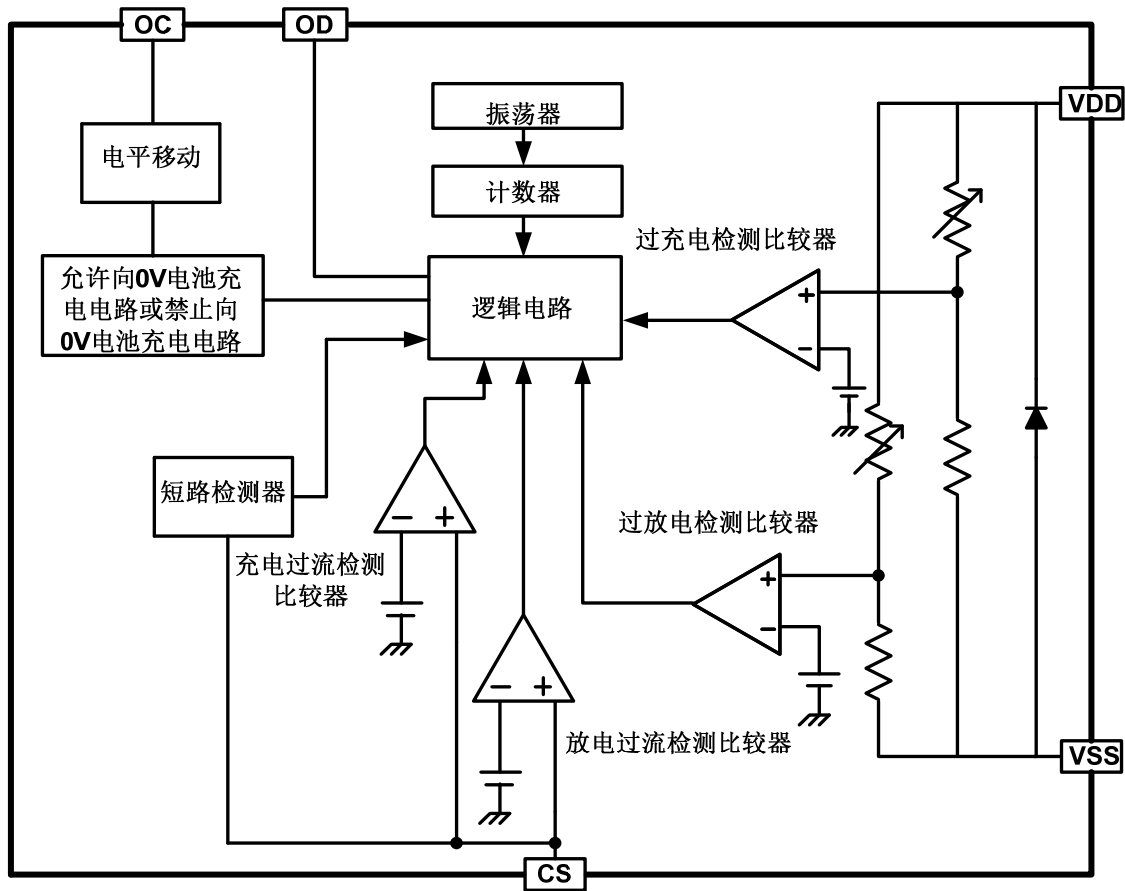 OC
OD
振荡器
VDD
电平移动
计数器
过充电检测比较器
允许向0V电池充
电电路或禁止向
0V电池充电电路
逻辑电路
+
−
短路检测器
− +
过放电检测比较器
充电过流检测
比较器
+
−
− +
放电过流检测比较器
VSS
CS